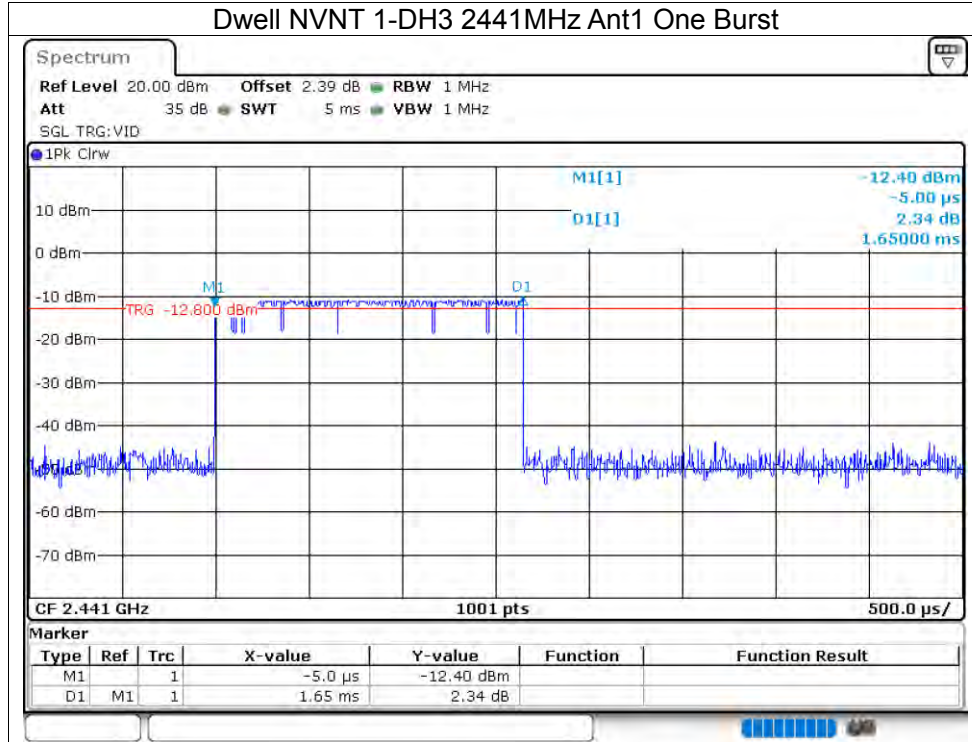 Dwell NVNT 1-DH3 2441MHz Ant1 One Burst
Spectrum
Ref Level 20.00 dBm Offset 2.39 dB RBW 1 MHz
Att 35 dB SWT 5 ms VBW 1 MHz
SGL TRG:VID
1Pk Clrw
M1[1] -12.40 dBm
-5.00 µs
10 dBm
D1[1] 2.34 dB
1.65000 ms
0 dBm
M1 D1
-10 dBm
TRG -12.800 dBm
-20 dBm
-30 dBm
-40 dBm
-60 dBm
-70 dBm
CF 2.441 GHz 1001 pts 500.0 µs/
Marker
Type Ref Trc X-value Y-value Function Function Result
M1 1 -5.0 µs -12.40 dBm
D1 M1 1 1.65 ms 2.34 dB